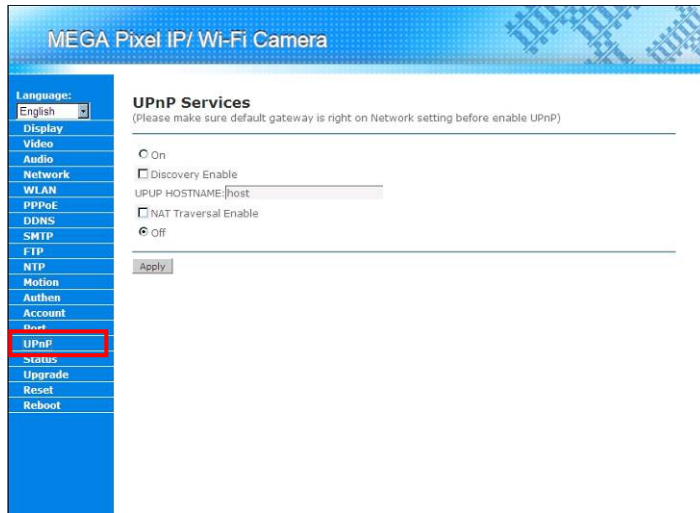 MEGA Pixel IP/ Wi-Fi Camera
Language:
English
Display
Video
Audio
Network
WLAN
PPPoE
DDNS
SMTP
FTP
NTP
Motion
Authen
Account
Port
UPnP
Status
Upgrade
Reset
Reboot
UPnP Services
(Please make sure default gateway is right on Network setting before enable UPnP)
On
Discovery Enable
UPUP HOSTNAME: host
NAT Traversal Enable
Off
Apply